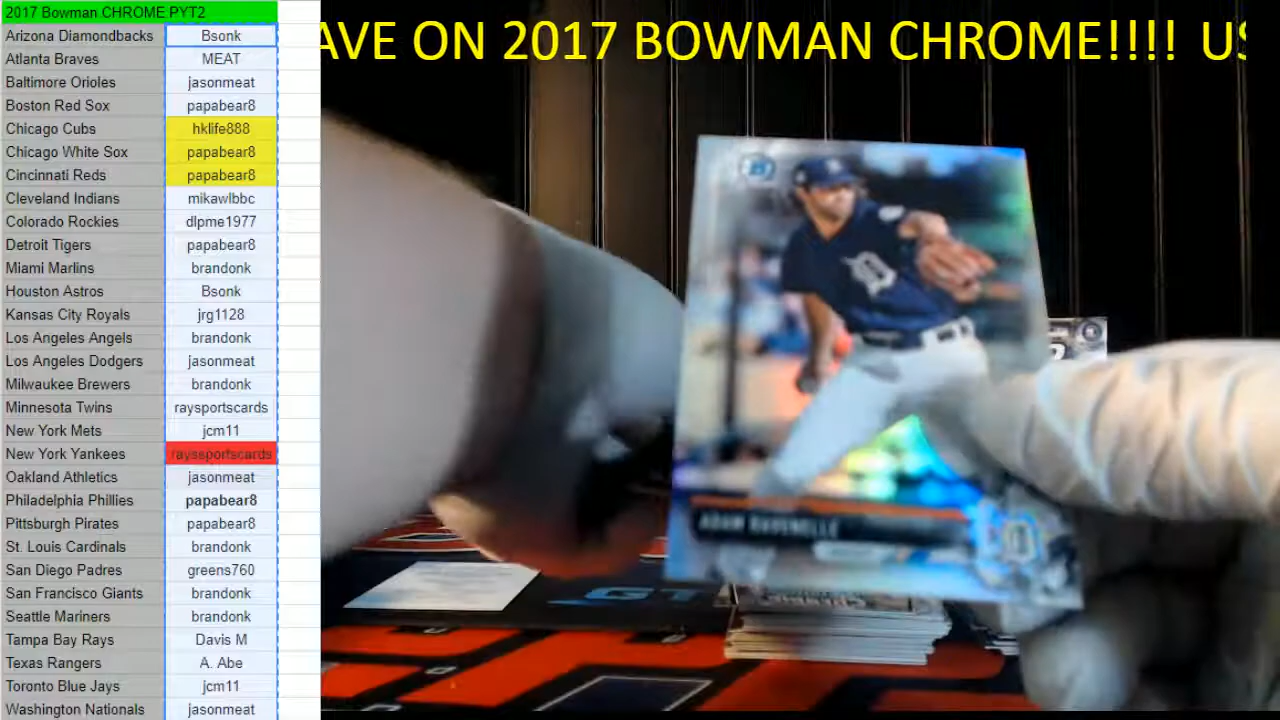 2017 Bowman CHROME PYT2
Arizona Diamondbacks Bsonk
Atlanta Braves MEAT
Baltimore Orioles jasonmeat
Boston Red Sox papabear8
Chicago Cubs hklife888
Chicago White Sox papabear8
Cincinnati Reds papabear8
Cleveland Indians mikawlbbc
Colorado Rockies dlpme1977
Detroit Tigers papabear8
Miami Marlins brandonk
Houston Astros Bsonk
Kansas City Royals jrg1128
Los Angeles Angels brandonk
Los Angeles Dodgers jasonmeat
Milwaukee Brewers brandonk
Minnesota Twins raysportscards
New York Mets jcm11
New York Yankees rayssportscards
Oakland Athletics jasonmeat
Philadelphia Phillies papabear8
Pittsburgh Pirates papabear8
St. Louis Cardinals brandonk
San Diego Padres greens760
San Francisco Giants brandonk
Seattle Mariners brandonk
Tampa Bay Rays Davis M
Texas Rangers A. Abe
Toronto Blue Jays jcm11
Washington Nationals jasonmeat
AVE ON 2017 BOWMAN CHROME!!!! US
D
ADAM RAVENELLE
GT